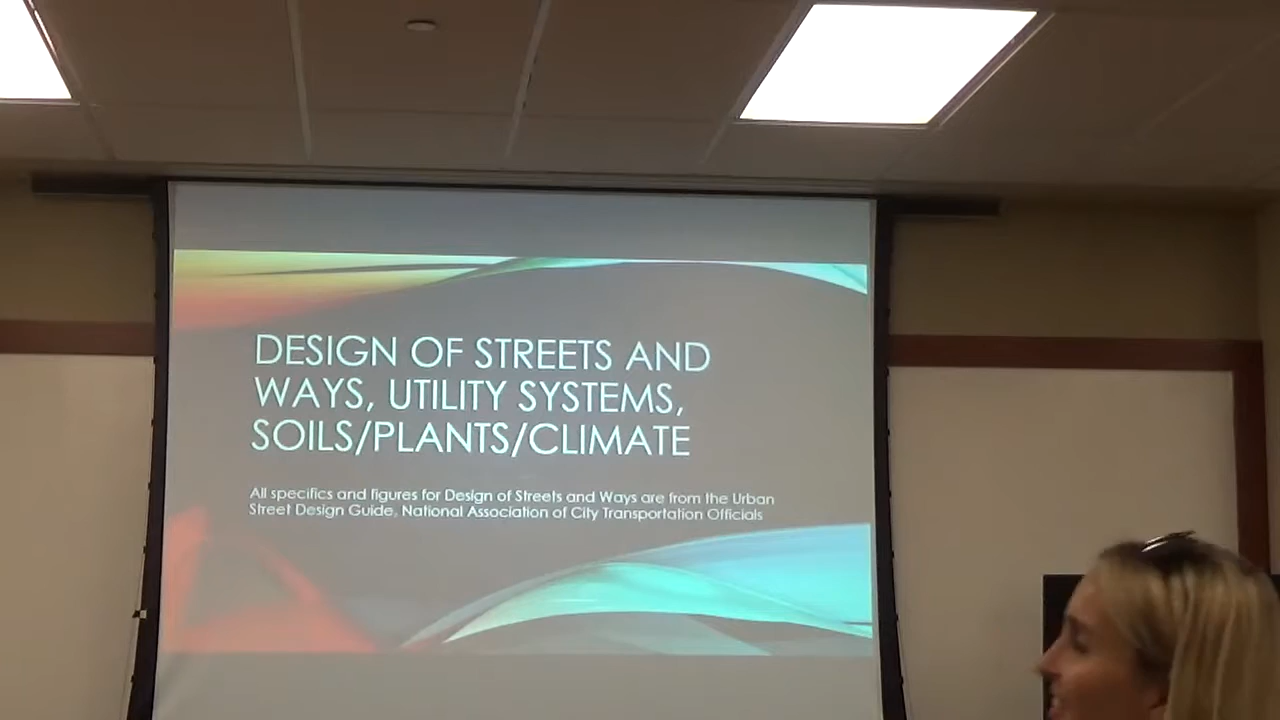 DESIGN OF STREETS AND
WAYS, UTILITY SYSTEMS,
SOILS/PLANTS/CLIMATE
All specifics and figures for Design of Streets and Ways are from the Urban
Street Design Guide, National Association of City Transportation Officials